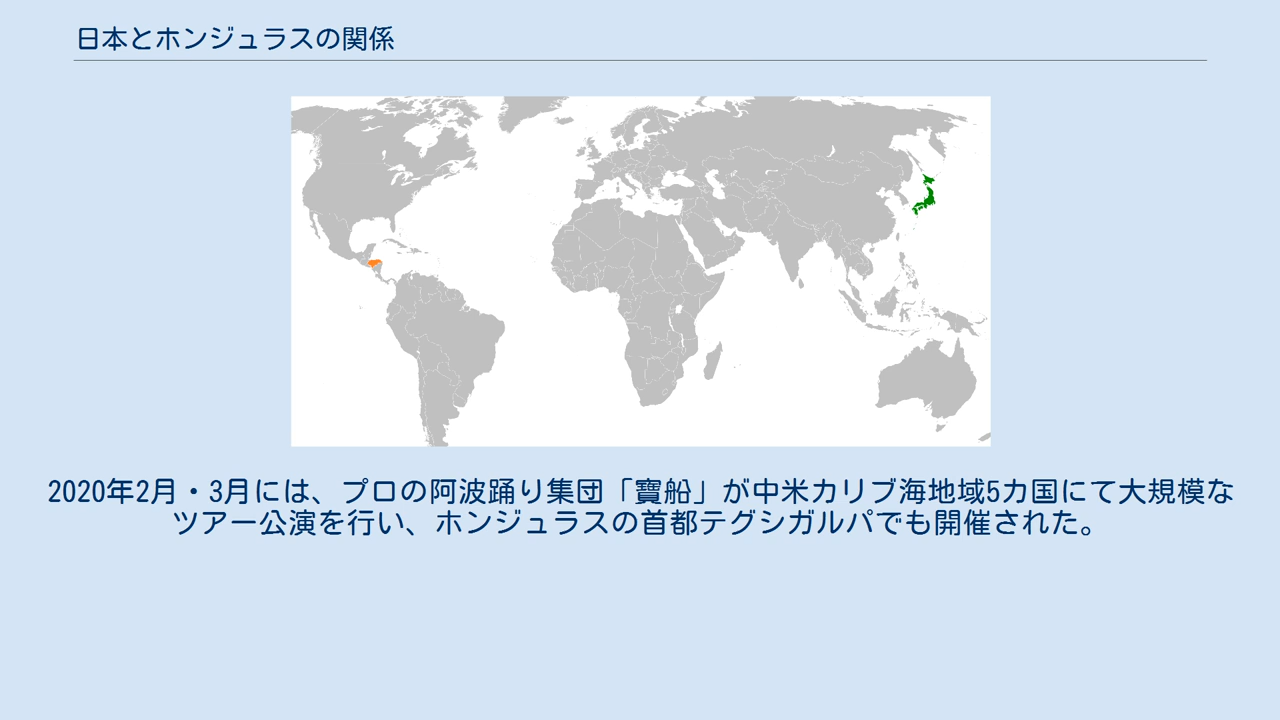 日本とホンジュラスの関係
2020年2月・3月には、プロの阿波踊り集団「寶船」が中米カリブ海地域5カ国にて大規模な
ツアー公演を行い、ホンジュラスの首都テグシガルパでも開催された。